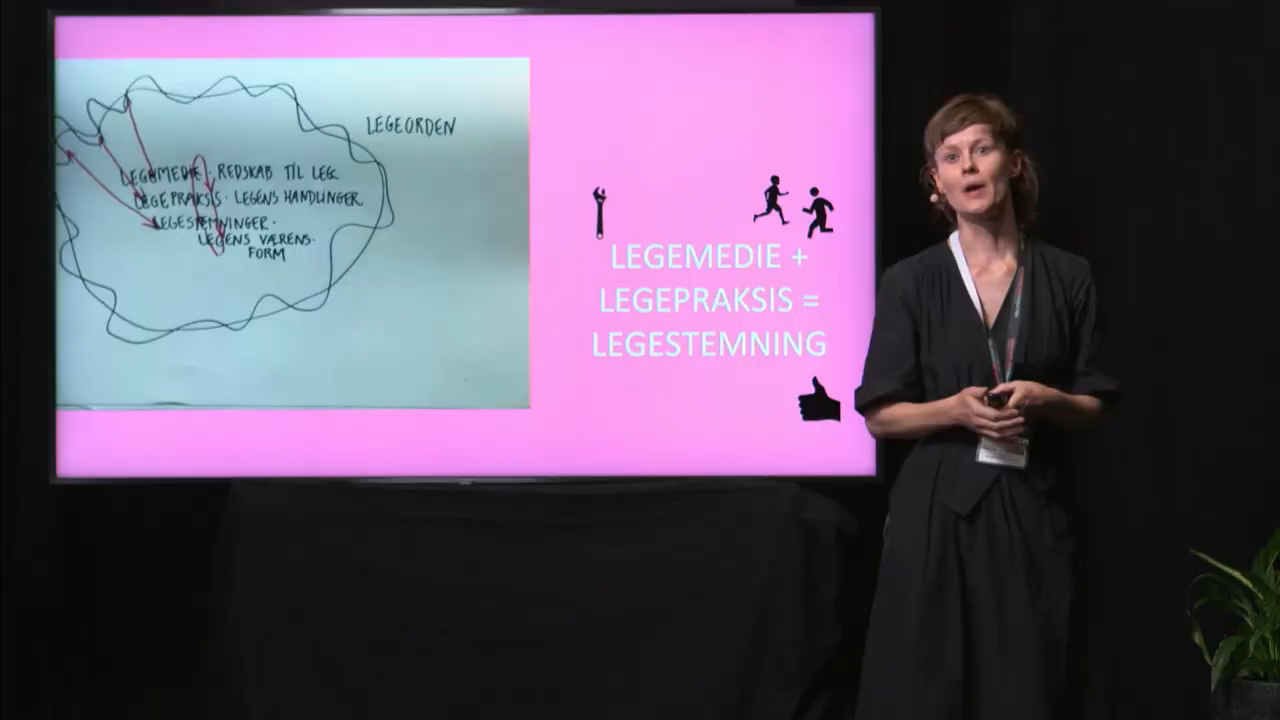 LEGEORDEN
LEGEMEDIE · REDSKAB TIL LEG.
LEGEPRAKSIS · LEGENS HANDLINGER
LEGESTEMNINGER ·
LEGENS VÆRENS·
FORM
LEGEMEDIE +
LEGEPRAKSIS =
LEGESTEMNING